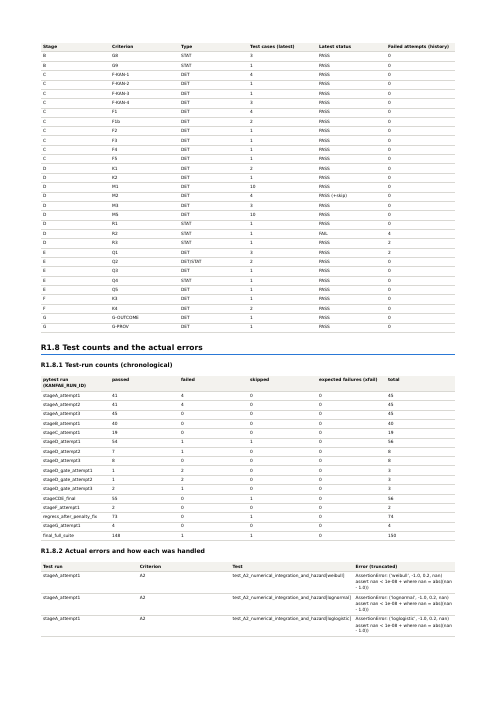 Stage Criterion Type Test cases (latest) Latest status Failed attempts (history)
B G8 STAT 3 PASS 0
B G9 STAT 1 PASS 0
C F-KAN-1 DET 4 PASS 0
C F-KAN-2 DET 1 PASS 0
C F-KAN-3 DET 1 PASS 0
C F-KAN-4 DET 3 PASS 0
C F1 DET 4 PASS 0
C F1G DET 2 PASS 0
C F2 DET 1 PASS 0
C F3 DET 1 PASS 0
C F4 DET 1 PASS 0
C F5 DET 1 PASS 0
D K1 DET 2 PASS 0
D K2 DET 1 PASS 0
D M1 DET 10 PASS 0
D M2 DET 4 PASS (+skip) 0
D M3 DET 3 PASS 0
D M5 DET 10 PASS 0
D R1 STAT 1 PASS 0
D R2 STAT 1 FAIL 4
D R3 STAT 1 PASS 2
E Q1 DET 3 PASS 2
E Q2 DET/STAT 2 PASS 0
E Q3 DET 1 PASS 0
E Q4 STAT 1 PASS 0
E Q5 DET 1 PASS 0
F K3 DET 1 PASS 0
F K4 DET 2 PASS 0
G G-OUTCOME DET 1 PASS 0
G G-PROV DET 1 PASS 0
R1.8 Test counts and the actual errors
R1.8.1 Test-run counts (chronological)
pytest run passed failed skipped expected failures (xfail) total
(KANFAE_RUN_ID)
stageA_attempt1 41 4 0 0 45
stageA_attempt2 41 4 0 0 45
stageA_attempt3 45 0 0 0 45
stageB_attempt1 40 0 0 0 40
stageC_attempt1 19 0 0 0 19
stageD_attempt1 54 1 1 0 56
stageD_attempt2 7 1 0 0 8
stageD_attempt3 8 0 0 0 8
stageD_gate_attempt1 1 2 0 0 3
stageD_gate_attempt2 1 2 0 0 3
stageD_gate_attempt3 2 1 0 0 3
stageCDE_final 55 0 1 0 56
stageF_attempt1 2 0 0 0 2
regress_after_penalty_fix 73 0 1 0 74
stageG_attempt1 4 0 0 0 4
final_full_suite 148 1 1 0 150
R1.8.2 Actual errors and how each was handled
Test run Criterion Test Error (truncated)
stageA_attempt1 A2 test_A2_numerical_integration_and_hazard[weibull] AssertionError: ('weibull', -1.0, 0.2, nan)
assert nan < 1e-08 + where nan = abs((nan
- 1.0))
stageA_attempt1 A2 test_A2_numerical_integration_and_hazard[lognormal] AssertionError: ('lognormal', -1.0, 0.2, nan)
assert nan < 1e-08 + where nan = abs((nan
- 1.0))
stageA_attempt1 A2 test_A2_numerical_integration_and_hazard[loglogistic] AssertionError: ('loglogistic', -1.0, 0.2, nan)
assert nan < 1e-08 + where nan = abs((nan
- 1.0))